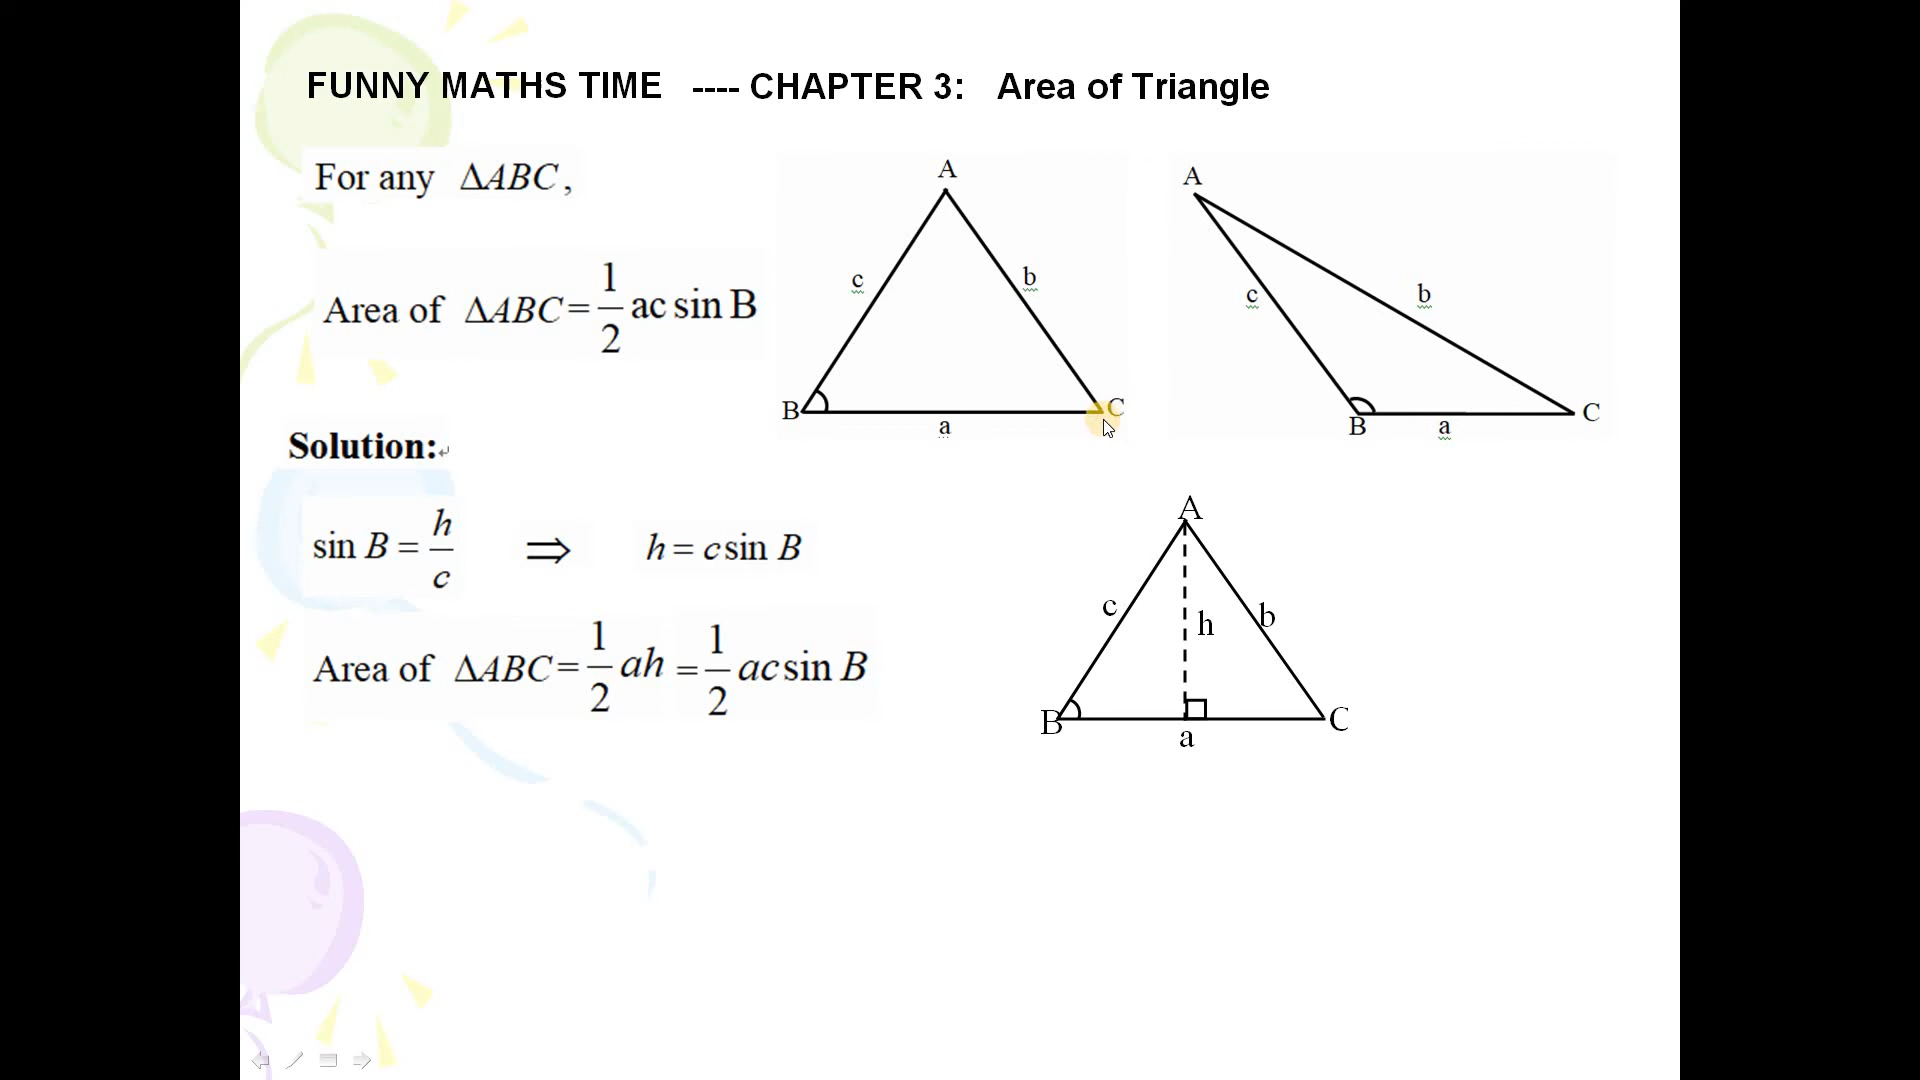 FUNNY MATHS TIME ---- CHAPTER 3: Area of Triangle
For any ΔABC,
Area of ΔABC = 1/2 ac sin B
A
c
b
B
C
a
A
c
b
B
C
a
Solution:
sin B = h/c ⇒ h = c sin B
Area of ΔABC = 1/2 ah = 1/2 ac sin B
A
c
h
b
B
C
a